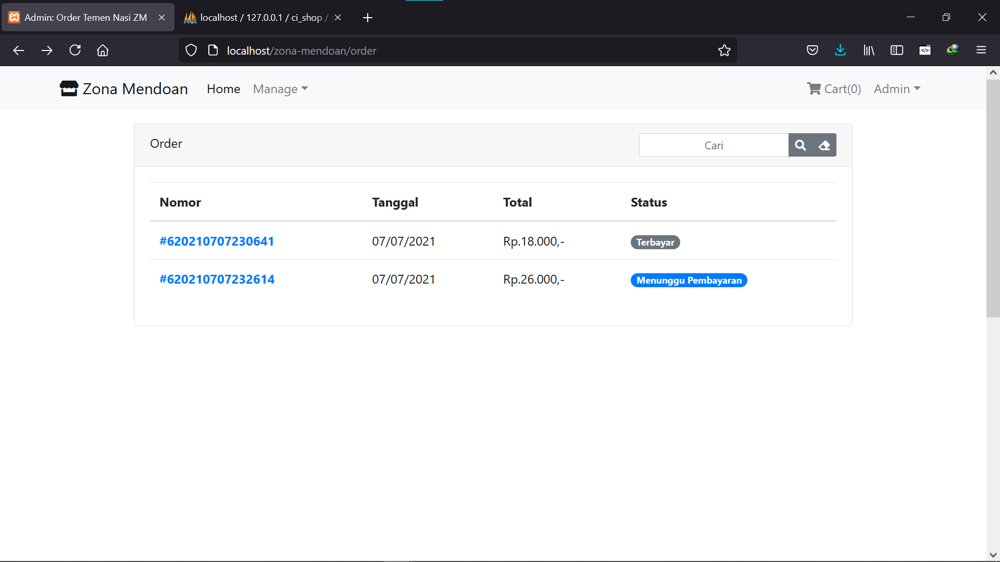 Admin: Order Temen Nasi ZM
localhost / 127.0.0.1 / ci_shop /
localhost/zona-mendoan/order
Zona Mendoan Home Manage Cart(0) Admin
Order Cari
Nomor Tanggal Total Status
#620210707230641 07/07/2021 Rp.18.000,- Terbayar
#620210707232614 07/07/2021 Rp.26.000,- Menunggu Pembayaran